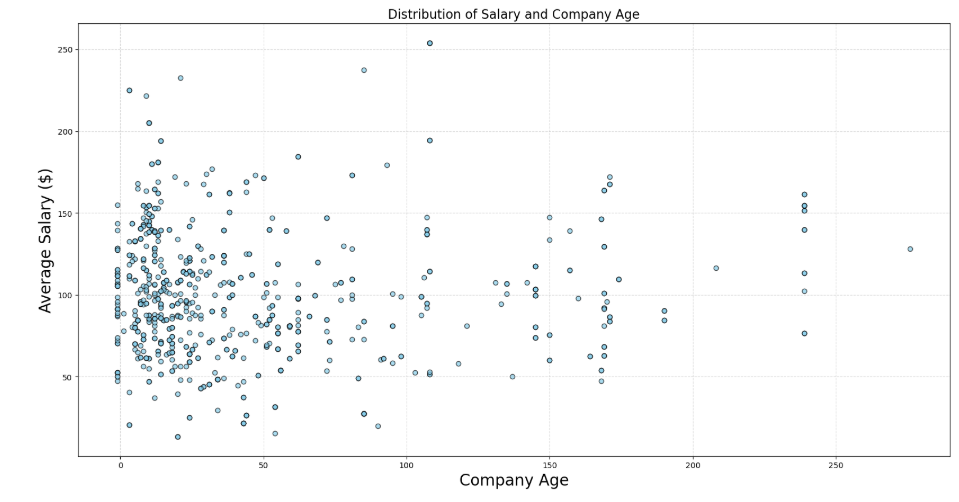 Distribution of Salary and Company Age
Average Salary ($)
250
200
150
100
50
0 50 100 150 200 250
Company Age